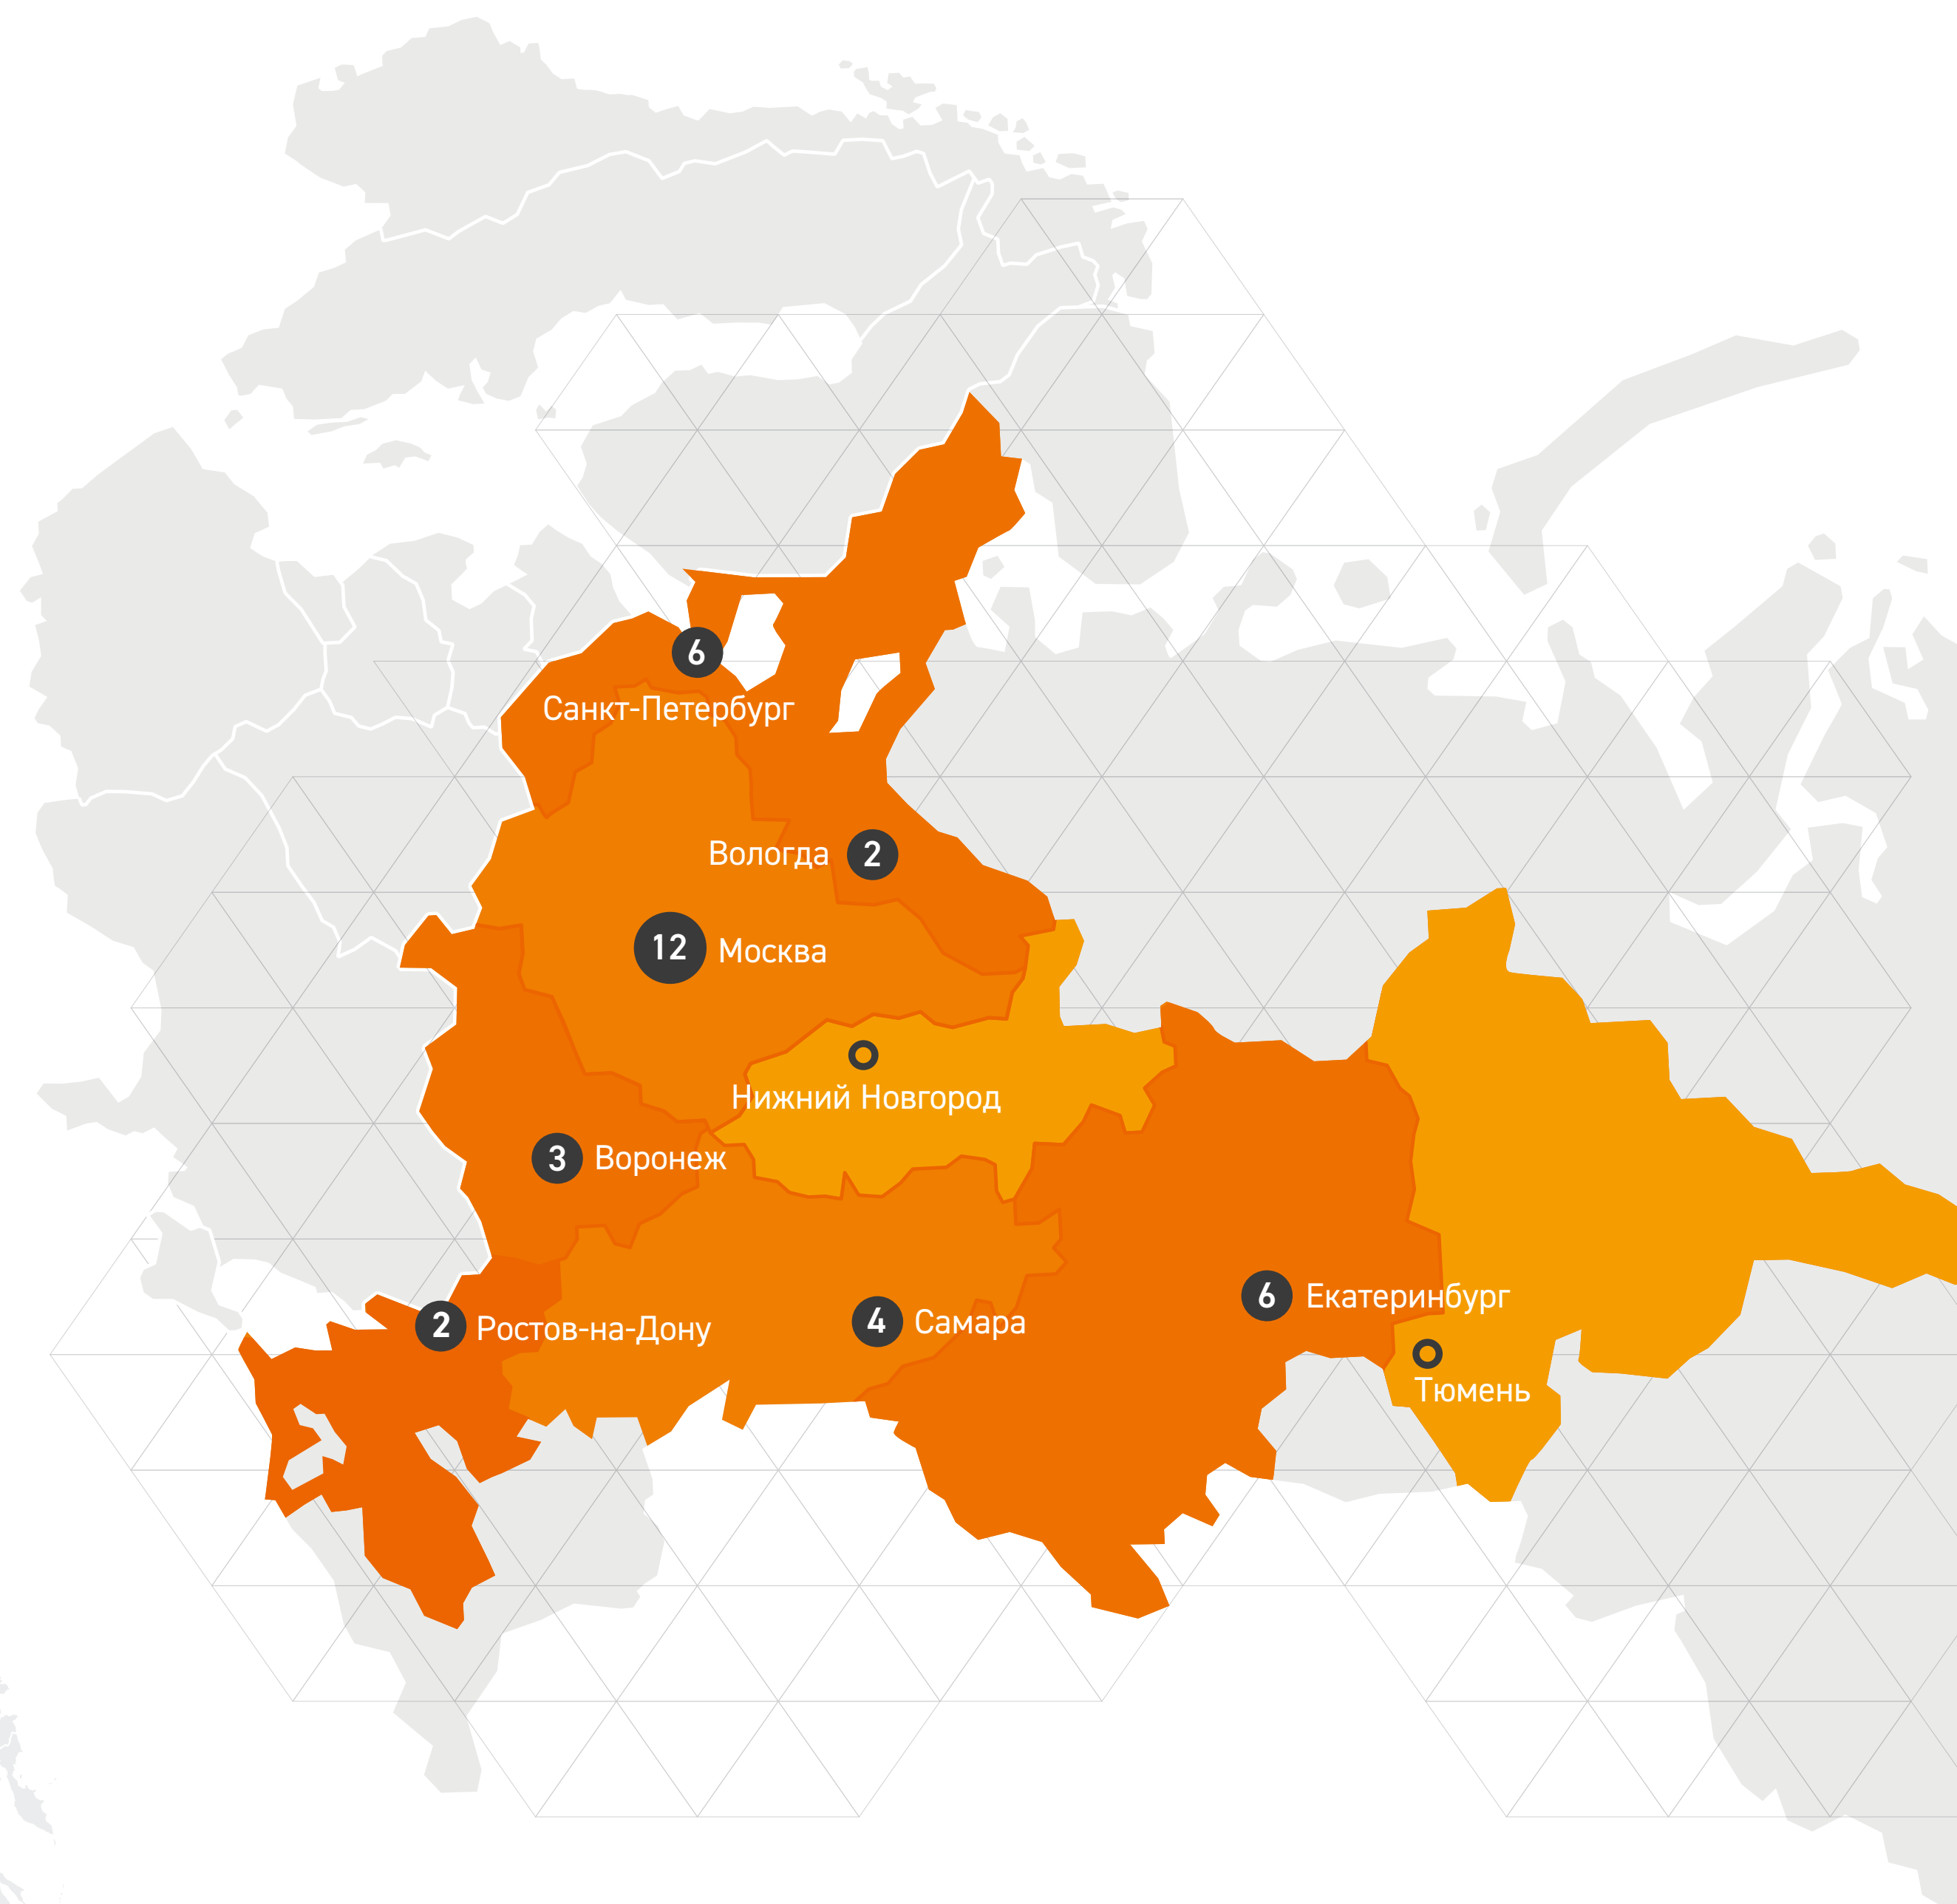 6
Санкт-Петербург
Вологда 2
12 Москва
Нижний Новгород
3 Воронеж
6 Екатеринбург
2 Ростов-на-Дону
4 Самара
Тюмень